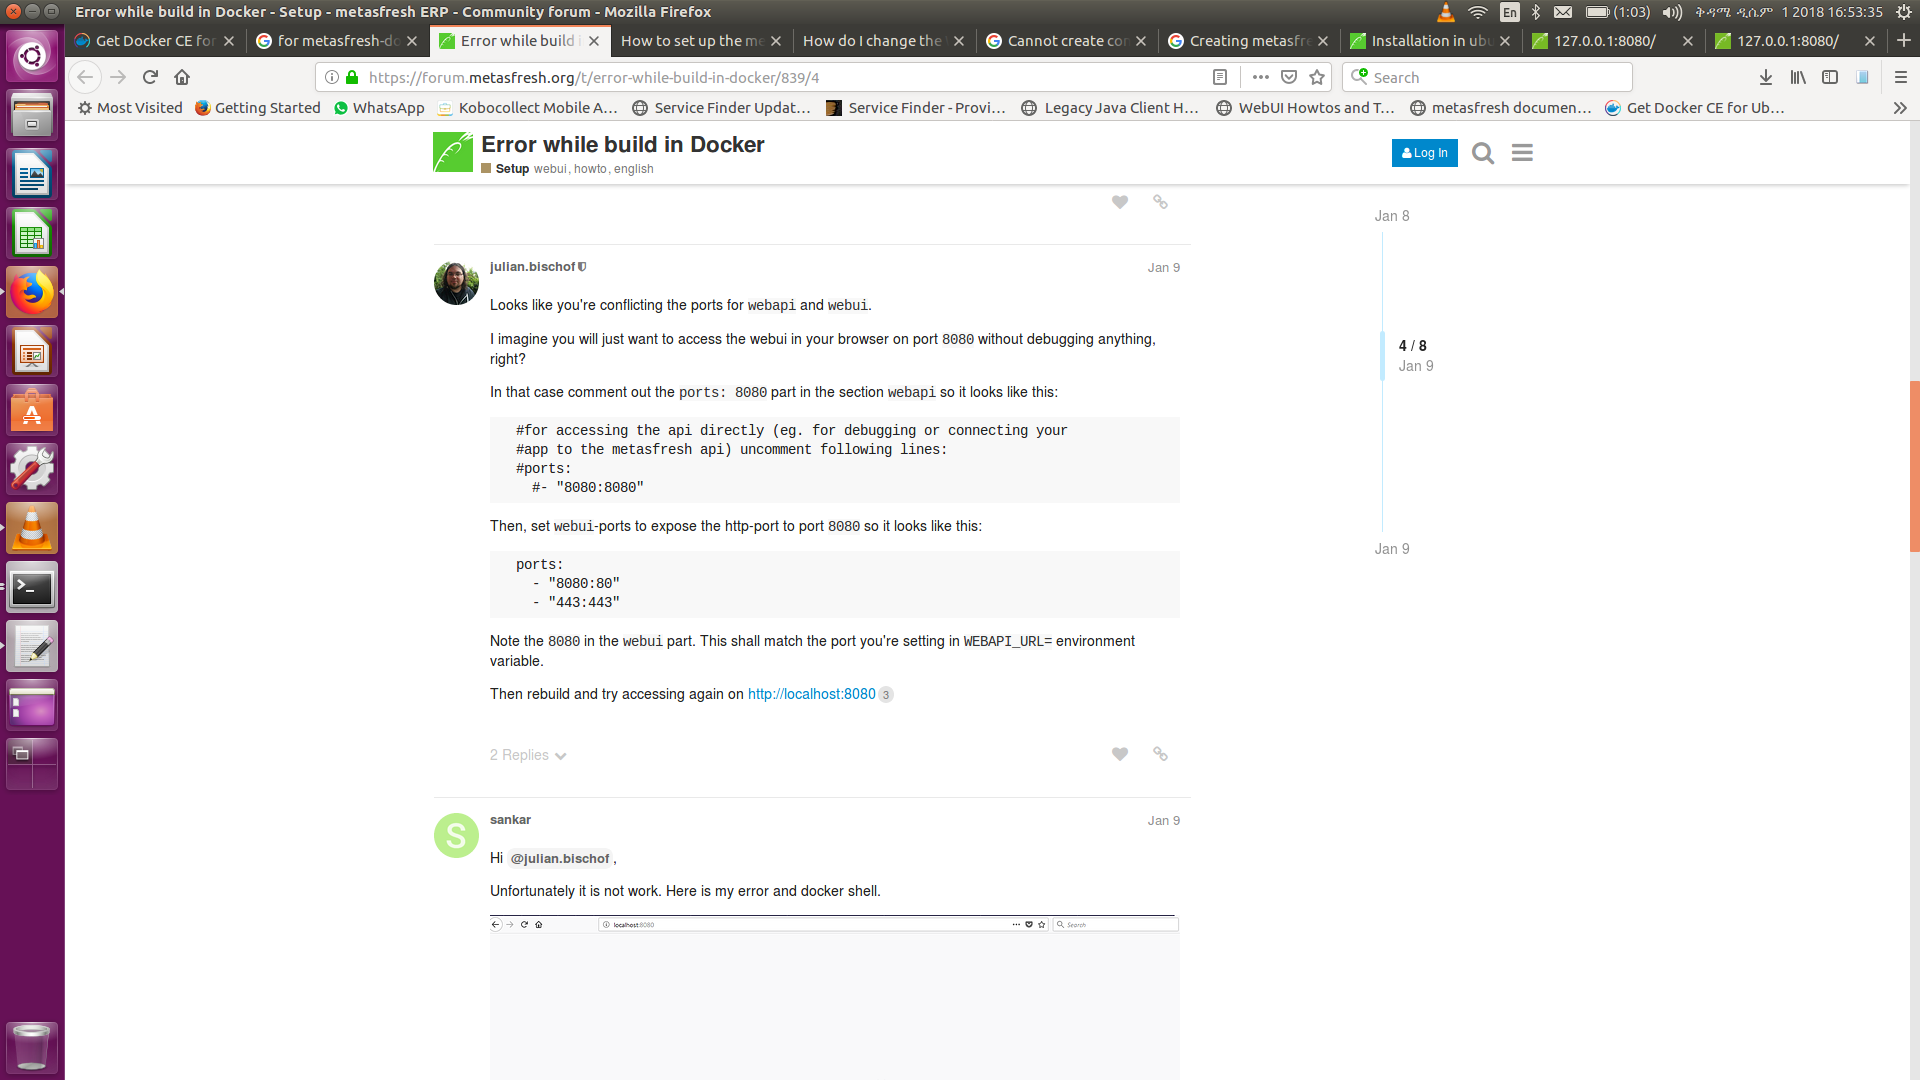 Error while build in Docker - Setup - metasfresh ERP - Community forum - Mozilla Firefox
En
(1:03)
ቅዳሜ ዲሴም 1 2018 16:53:35
Get Docker CE for
for metasfresh-do
Error while build i
How to set up the me
How do I change the
Cannot create con
Creating metasfre
Installation in ubu
127.0.0.1:8080/
127.0.0.1:8080/
https://forum.metasfresh.org/t/error-while-build-in-docker/839/4
Search
Most Visited
Getting Started
WhatsApp
Kobocollect Mobile A…
Service Finder Updat…
Service Finder - Provi…
Legacy Java Client H…
WebUI Howtos and T…
metasfresh documen…
Get Docker CE for Ub…
Error while build in Docker
Setup webui, howto, english
Log In
Jan 8
julian.bischof
Jan 9
Looks like you're conflicting the ports for webapi and webui.
I imagine you will just want to access the webui in your browser on port 8080 without debugging anything,
right?
4 / 8
Jan 9
In that case comment out the ports: 8080 part in the section webapi so it looks like this:
#for accessing the api directly (eg. for debugging or connecting your
#app to the metasfresh api) uncomment following lines:
#ports:
#- "8080:8080"
Then, set webui-ports to expose the http-port to port 8080 so it looks like this:
Jan 9
ports:
- "8080:80"
- "443:443"
Note the 8080 in the webui part. This shall match the port you're setting in WEBAPI_URL= environment
variable.
Then rebuild and try accessing again on http://localhost:8080 3
2 Replies
S
sankar
Jan 9
Hi @julian.bischof ,
Unfortunately it is not work. Here is my error and docker shell.
localhost:8080
Search